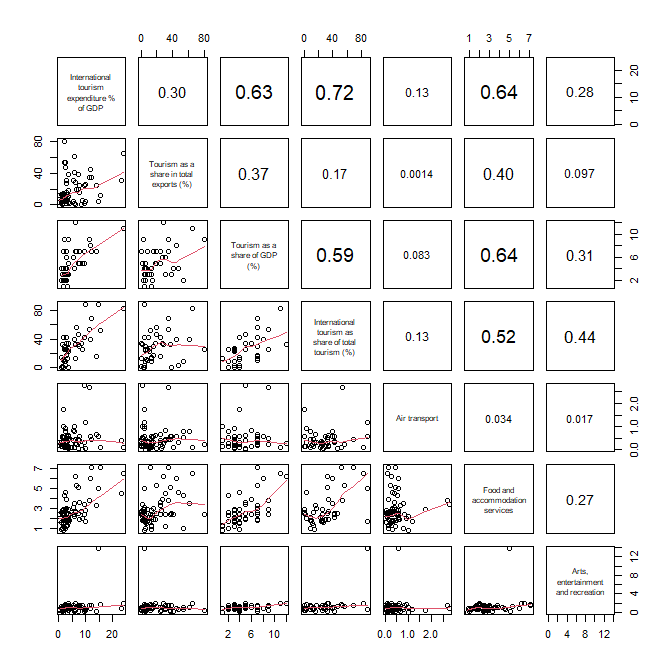 0 40 80
0 40 80
1 3 5 7
International
tourism
expenditure %
of GDP
0.30
0.63
0.72
0.13
0.64
0.28
0 10 20
0 40 80
Tourism as a
share in total
exports (%)
0.37
0.17
0.0014
0.40
0.097
Tourism as a
share of GDP
(%)
0.59
0.083
0.64
0.31
2 6 10
0 40 80
International
tourism as
share of total
tourism (%)
0.13
0.52
0.44
Air transport
0.034
0.017
0.0 1.0 2.0
1 3 5 7
Food and
accommodation
services
0.27
Arts,
entertainment
and recreation
0 4 8 12
0 10 20
2 4 6 8 10
0.0 1.0 2.0
0 2 4 6 8 12